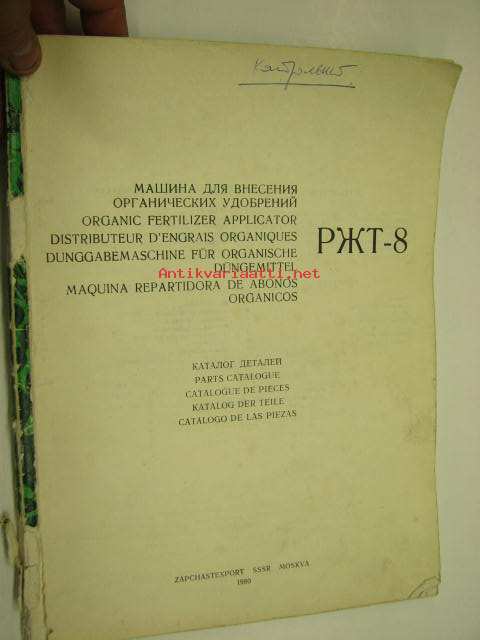 МАШИНА ДЛЯ ВНЕСЕНИЯ
ОРГАНИЧЕСКИХ УДОБРЕНИЙ
ORGANIC FERTILIZER APPLICATOR
DISTRIBUTEUR D'ENGRAIS ORGANIQUES
DUNGGABEMASCHINE FÜR ORGANISCHE
DÜNGEMITTEL
MAQUINA REPARTIDORA DE ABONOS
ORGANICOS
РЖТ-8
Antikvariaatti.net
КАТАЛОГ ДЕТАЛЕЙ
PARTS CATALOGUE
CATALOGUE DE PIECES
KATALOG DER TEILE
CATÁLOGO DE LAS PIEZAS
ZAPCHASTEXPORT SSSR MOSKVA